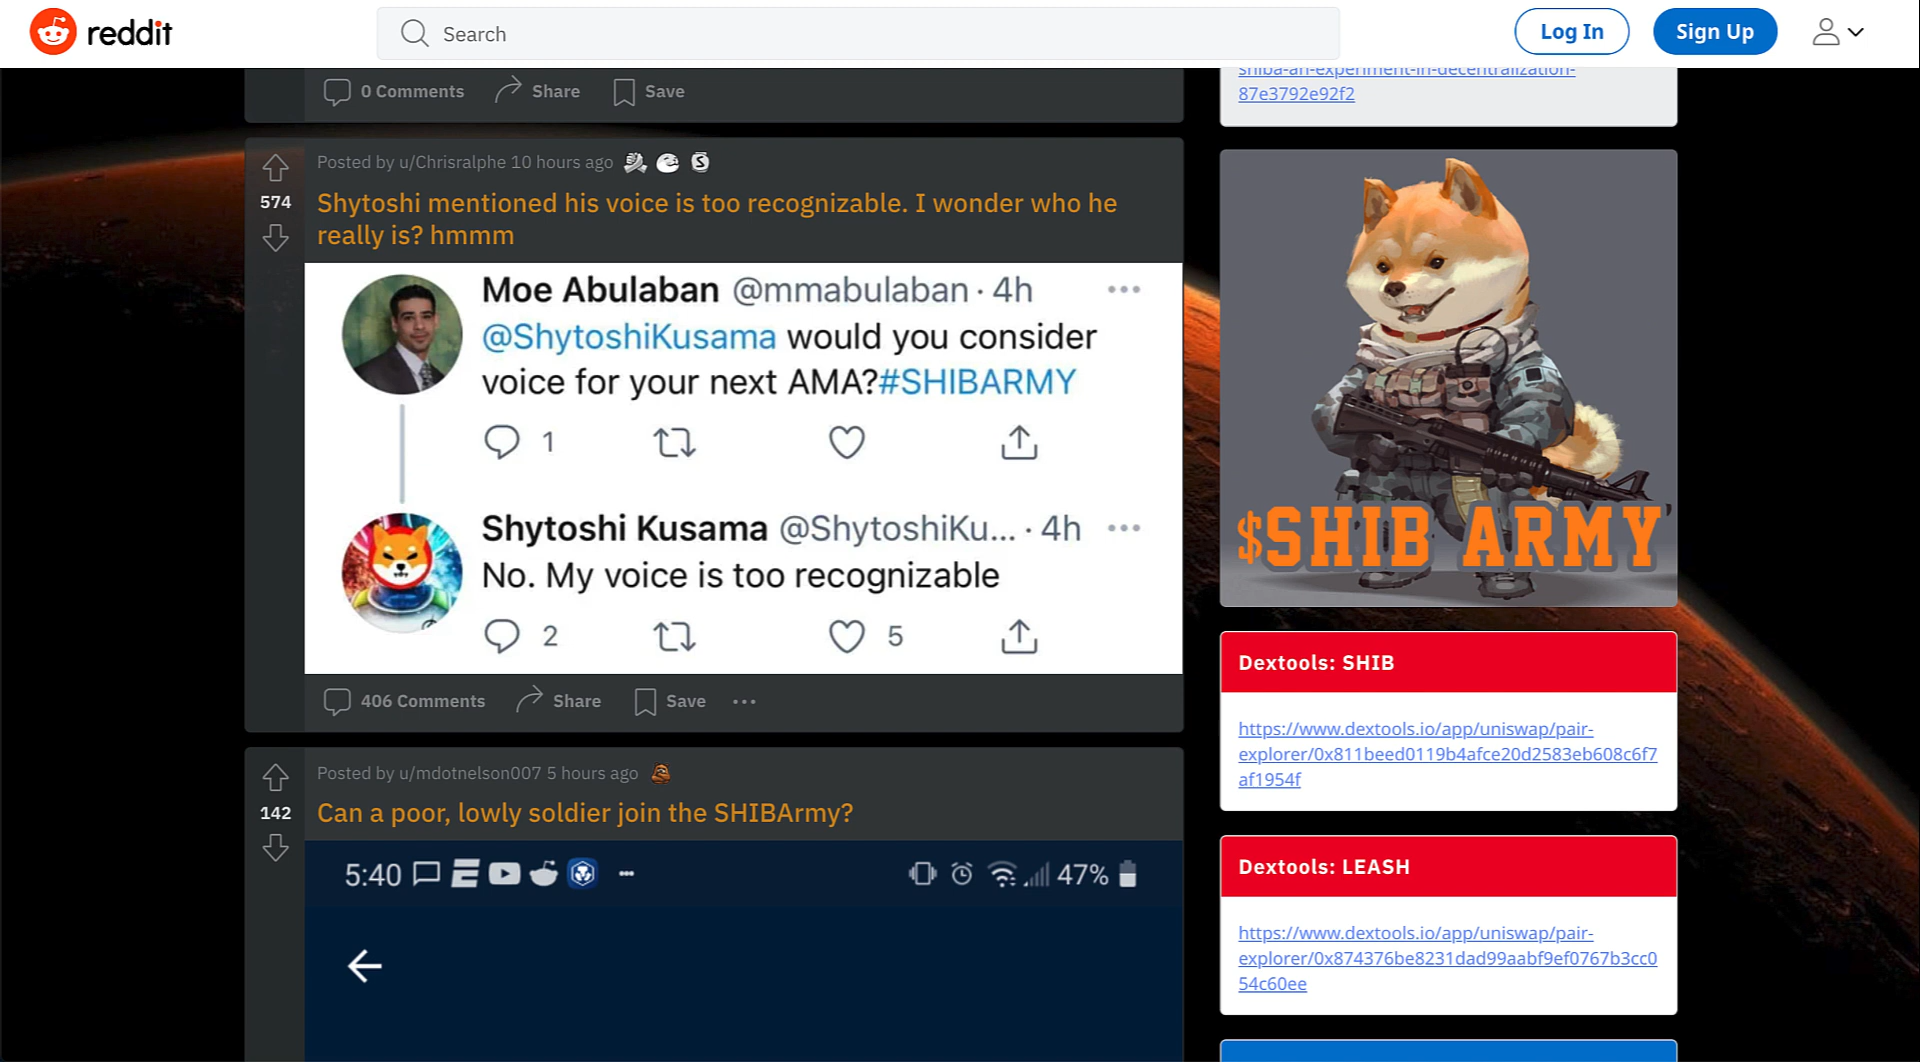 reddit
Search
Log In
Sign Up
0 Comments
Share
Save
Posted by u/Chrisralphe 10 hours ago
574
Shytoshi mentioned his voice is too recognizable. I wonder who he
really is? hmmm
Moe Abulaban @mmabulaban · 4h
@ShytoshiKusama would you consider
voice for your next AMA?#SHIBARMY
1
Shytoshi Kusama @ShytoshiKu... · 4h
No. My voice is too recognizable
2
5
406 Comments
Share
Save
Posted by u/mdotnelson007 5 hours ago
142
Can a poor, lowly soldier join the SHIBArmy?
5:40
47%
shiba-an-experiment-in-decentralization-
87e3792e92f2
$SHIB ARMY
Dextools: SHIB
https://www.dextools.io/app/uniswap/pair-
explorer/0x811beed0119b4afce20d2583eb608c6f7
af1954f
Dextools: LEASH
https://www.dextools.io/app/uniswap/pair-
explorer/0x874376be8231dad99aabf9ef0767b3cc0
54c60ee